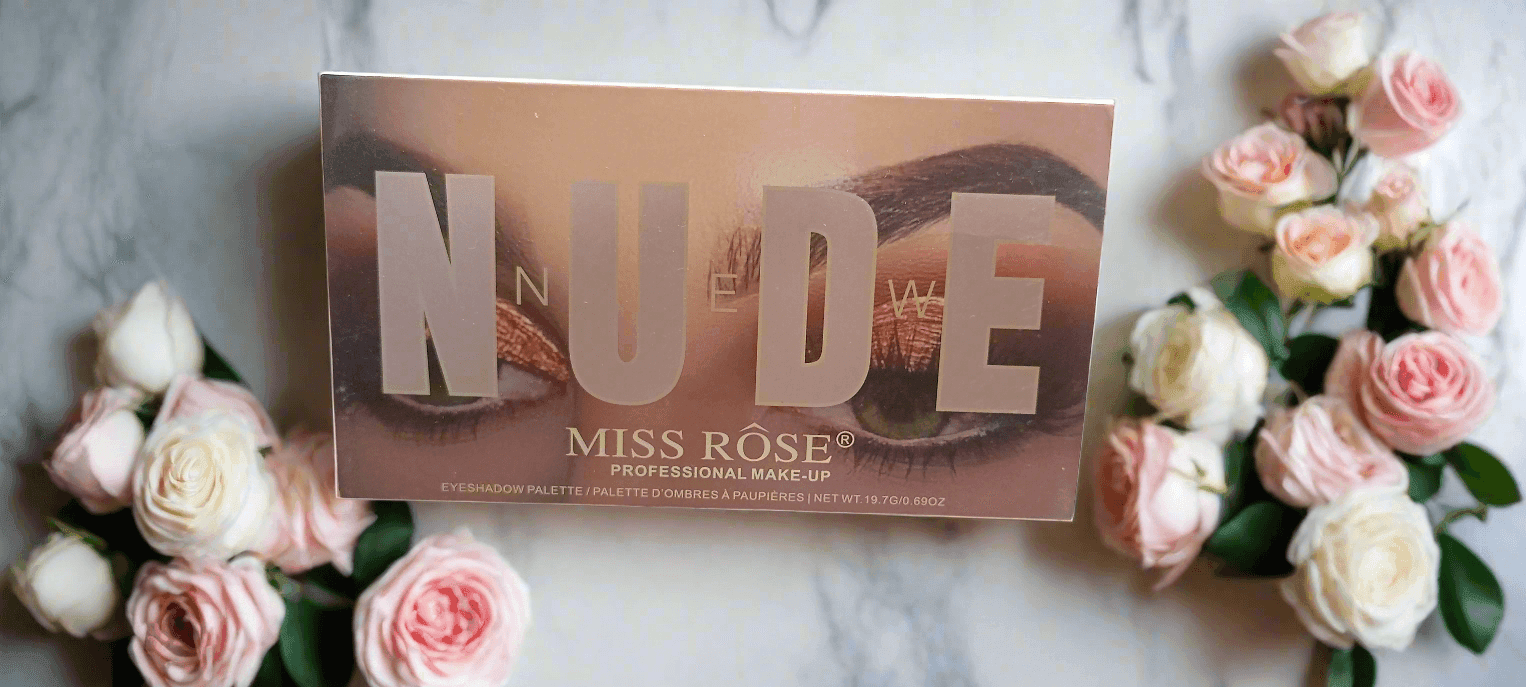 NUDE
NEW
MISS RÔSE®
PROFESSIONAL MAKE-UP
EYESHADOW PALETTE / PALETTE D'OMBRES À PAUPIÈRES | NET WT.19.7G/0.69OZ